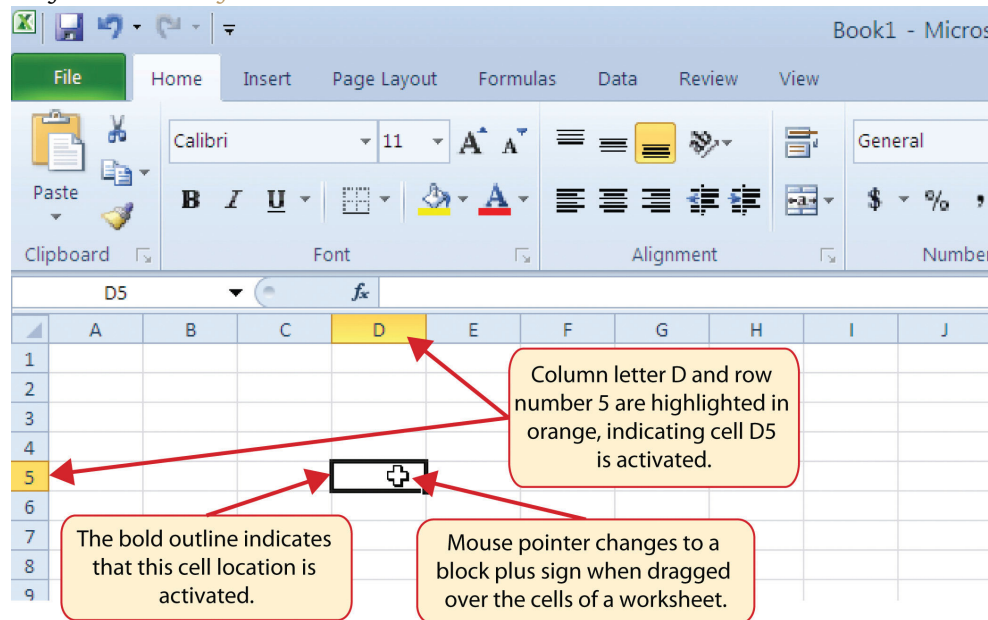 Book1 - Micros
File Home Insert Page Layout Formulas Data Review View
Calibri 11 A A General
Paste B I U A a $ % ,
Clipboard Font Alignment Number
D5 fx
A B C D E F G H I J
1
2
3
4
5
6
7
8
9
Column letter D and row
number 5 are highlighted in
orange, indicating cell D5
is activated.
The bold outline indicates
that this cell location is
activated.
Mouse pointer changes to a
block plus sign when dragged
over the cells of a worksheet.